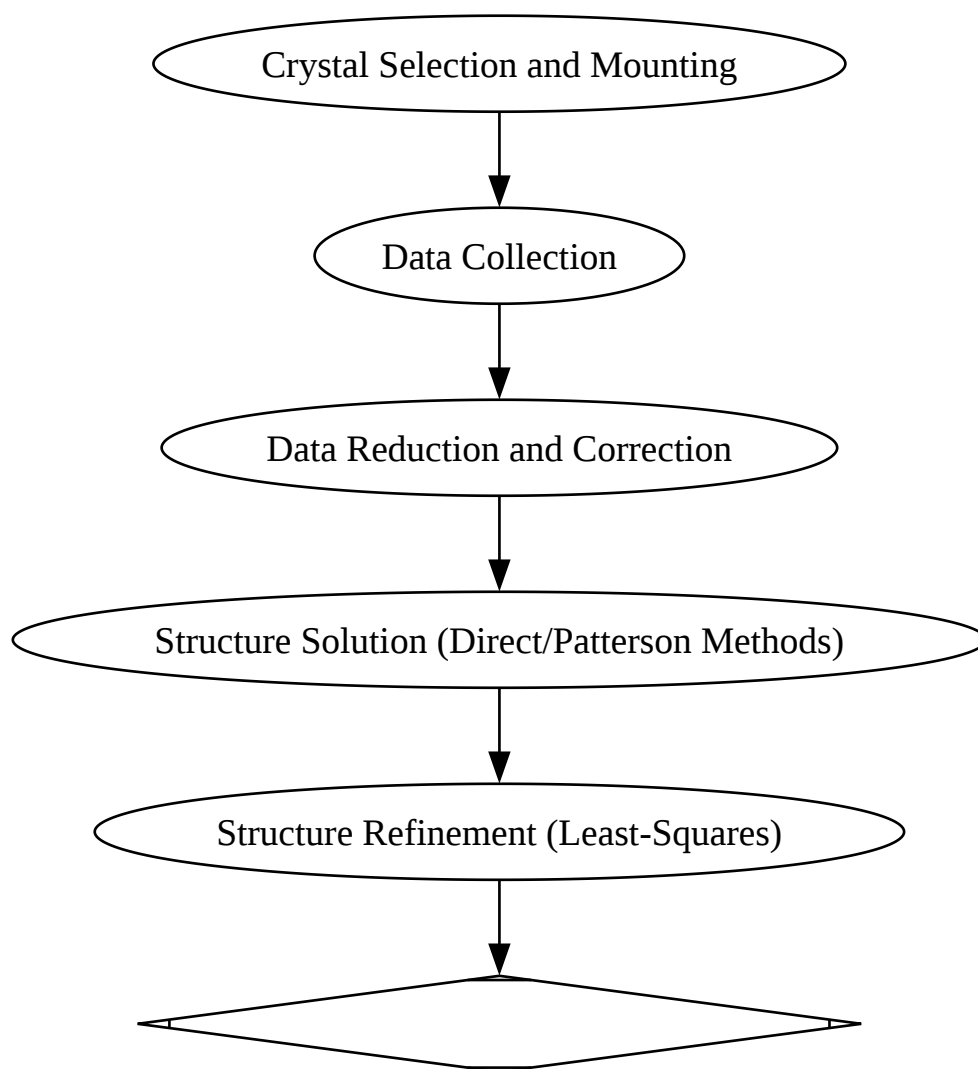 Crystal Selection and Mounting
Data Collection
Data Reduction and Correction
Structure Solution (Direct/Patterson Methods)
Structure Refinement (Least-Squares)